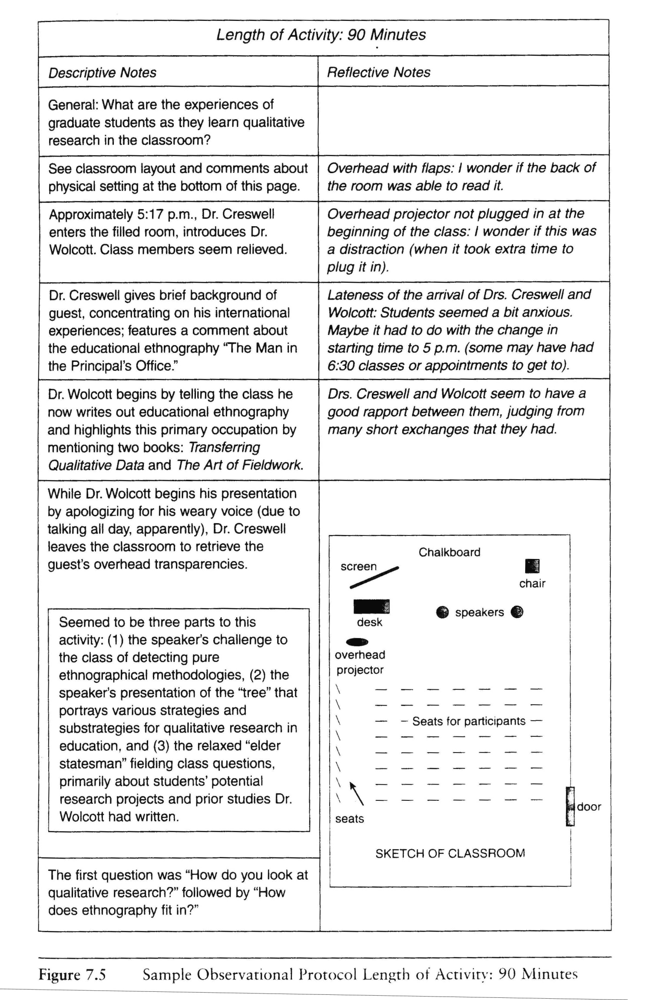 Length of Activity: 90 Minutes
Descriptive Notes
Reflective Notes
General: What are the experiences of
graduate students as they learn qualitative
research in the classroom?
See classroom layout and comments about
physical setting at the bottom of this page.
Overhead with flaps: I wonder if the back of
the room was able to read it.
Approximately 5:17 p.m., Dr. Creswell
enters the filled room, introduces Dr.
Wolcott. Class members seem relieved.
Overhead projector not plugged in at the
beginning of the class: I wonder if this was
a distraction (when it took extra time to
plug it in).
Dr. Creswell gives brief background of
guest, concentrating on his international
experiences; features a comment about
the educational ethnography “The Man in
the Principal’s Office.”
Lateness of the arrival of Drs. Creswell and
Wolcott: Students seemed a bit anxious.
Maybe it had to do with the change in
starting time to 5 p.m. (some may have had
6:30 classes or appointments to get to).
Dr. Wolcott begins by telling the class he
now writes out educational ethnography
and highlights this primary occupation by
mentioning two books: Transferring
Qualitative Data and The Art of Fieldwork.
Drs. Creswell and Wolcott seem to have a
good rapport between them, judging from
many short exchanges that they had.
While Dr. Wolcott begins his presentation
by apologizing for his weary voice (due to
talking all day, apparently), Dr. Creswell
leaves the classroom to retrieve the
guest’s overhead transparencies.
Seemed to be three parts to this
activity: (1) the speaker’s challenge to
the class of detecting pure
ethnographical methodologies, (2) the
speaker’s presentation of the “tree” that
portrays various strategies and
substrategies for qualitative research in
education, and (3) the relaxed “elder
statesman” fielding class questions,
primarily about students’ potential
research projects and prior studies Dr.
Wolcott had written.
The first question was “How do you look at
qualitative research?” followed by “How
does ethnography fit in?”
Chalkboard
screen
chair
desk
speakers
overhead
projector
Seats for participants
seats
door
SKETCH OF CLASSROOM
Figure 7.5 Sample Observational Protocol Length of Activity: 90 Minutes